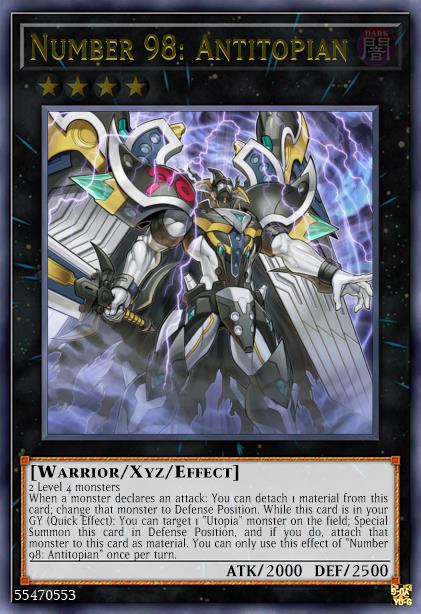 NUMBER 98: ANTITOPIAN
DARK
闇
98
[WARRIOR/XYZ/EFFECT]
2 Level 4 monsters
When a monster declares an attack: You can detach 1 material from this
card; change that monster to Defense Position. While this card is in your
GY (Quick Effect): You can target 1 "Utopia" monster on the field; Special
Summon this card in Defense Position, and if you do, attach that
monster to this card as material. You can only use this effect of "Number
98: Antitopian" once per turn.
ATK/2000 DEF/2500
55470553